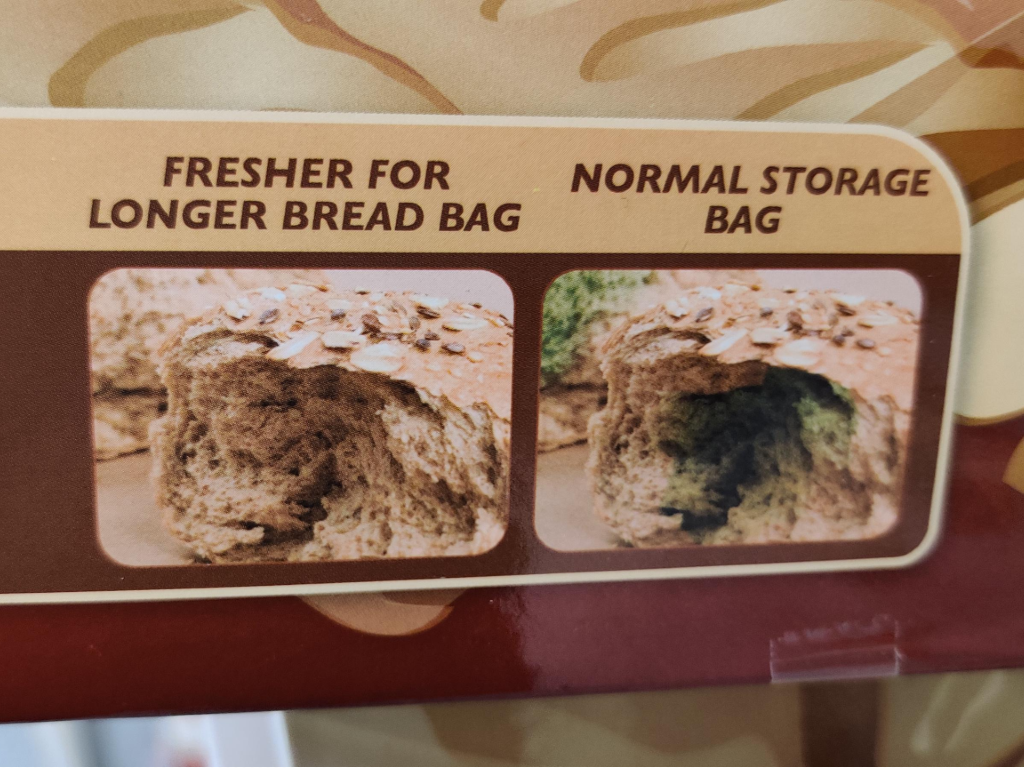 FRESHER FOR
LONGER BREAD BAG
NORMAL STORAGE
BAG